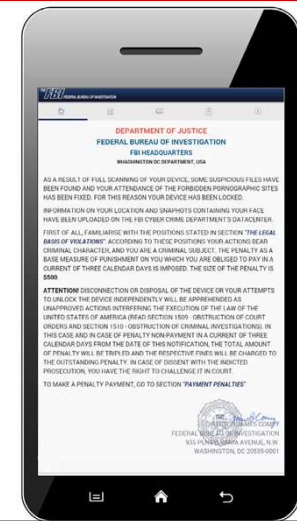 THE FBI FEDERAL BUREAU OF INVESTIGATION
DEPARTMENT OF JUSTICE
FEDERAL BUREAU OF INVESTIGATION
FBI HEADQUARTERS
WHASHINGTON DC DEPARTMENT, USA
AS A RESULT OF FULL SCANNING OF YOUR DEVICE, SOME SUSPICIOUS FILES HAVE
BEEN FOUND AND YOUR ATTENDANCE OF THE FORBIDDEN PORNOGRAPHIC SITES
HAS BEEN FIXED. FOR THIS REASON YOUR DEVICE HAS BEEN LOCKED.
INFORMATION ON YOUR LOCATION AND SNAPHOTS CONTAINING YOUR FACE
HAVE BEEN UPLOADED ON THE FBI CYBER CRIME DEPARTMENT'S DATACENTER.
FIRST OF ALL, FAMILIARISE WITH THE POSITIONS STATED IN SECTION "THE LEGAL
BASIS OF VIOLATIONS". ACCORDING TO THESE POSITIONS YOUR ACTIONS BEAR
CRIMINAL CHARACTER, AND YOU ARE A CRIMINAL SUBJECT. THE PENALTY AS A
BASE MEASURE OF PUNISHMENT ON YOU WHICH YOU ARE OBLIGED TO PAY IN A
CURRENT OF THREE CALENDAR DAYS IS IMPOSED. THE SIZE OF THE PENALTY IS
$500.
ATTENTION! DISCONNECTION OR DISPOSAL OF THE DEVICE OR YOUR ATTEMPTS
TO UNLOCK THE DEVICE INDEPENDENTLY WILL BE APPREHENDED AS
UNAPPROVED ACTIONS INTERFERING THE EXECUTION OF THE LAW OF THE
UNITED STATES OF AMERICA (READ SECTION 1509 - OBSTRUCTION OF COURT
ORDERS AND SECTION 1510 - OBSTRUCTION OF CRIMINAL INVESTIGATIONS). IN
THIS CASE AND IN CASE OF PENALTY NON-PAYMENT IN A CURRENT OF THREE
CALENDAR DAYS FROM THE DATE OF THIS NOTIFICATION, THE TOTAL AMOUNT
OF PENALTY WILL BE TRIPLED AND THE RESPECTIVE FINES WILL BE CHARGED TO
THE OUTSTANDING PENALTY. IN CASE OF DISSENT WITH THE INDICTED
PROSECUTION, YOU HAVE THE RIGHT TO CHALLENGE IT IN COURT.
TO MAKE A PENALTY PAYMENT, GO TO SECTION "PAYMENT PENALTIES"
JAMES COMEY
FEDERAL BUREAU OF INVESTIGATION
935 PENNSYLVANIA AVENUE, N.W.
WASHINGTON, DC 20535-0001